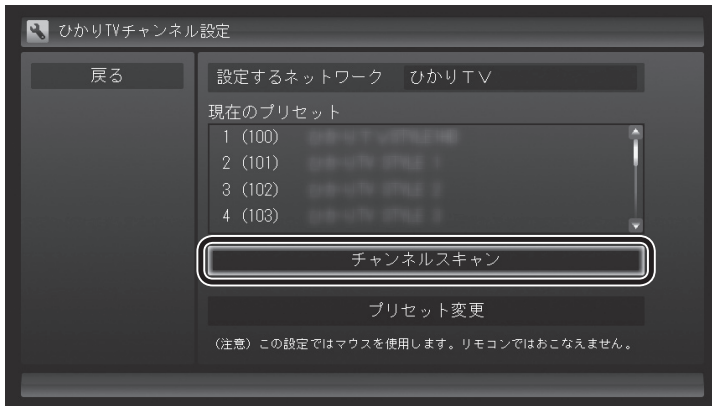 ひかりTVチャンネル設定
戻る
設定するネットワーク ひかりTV
現在のプリセット
1 (100)
2 (101)
3 (102)
4 (103)
チャンネルスキャン
プリセット変更
(注意) この設定ではマウスを使用します。リモコンではおこなえません。